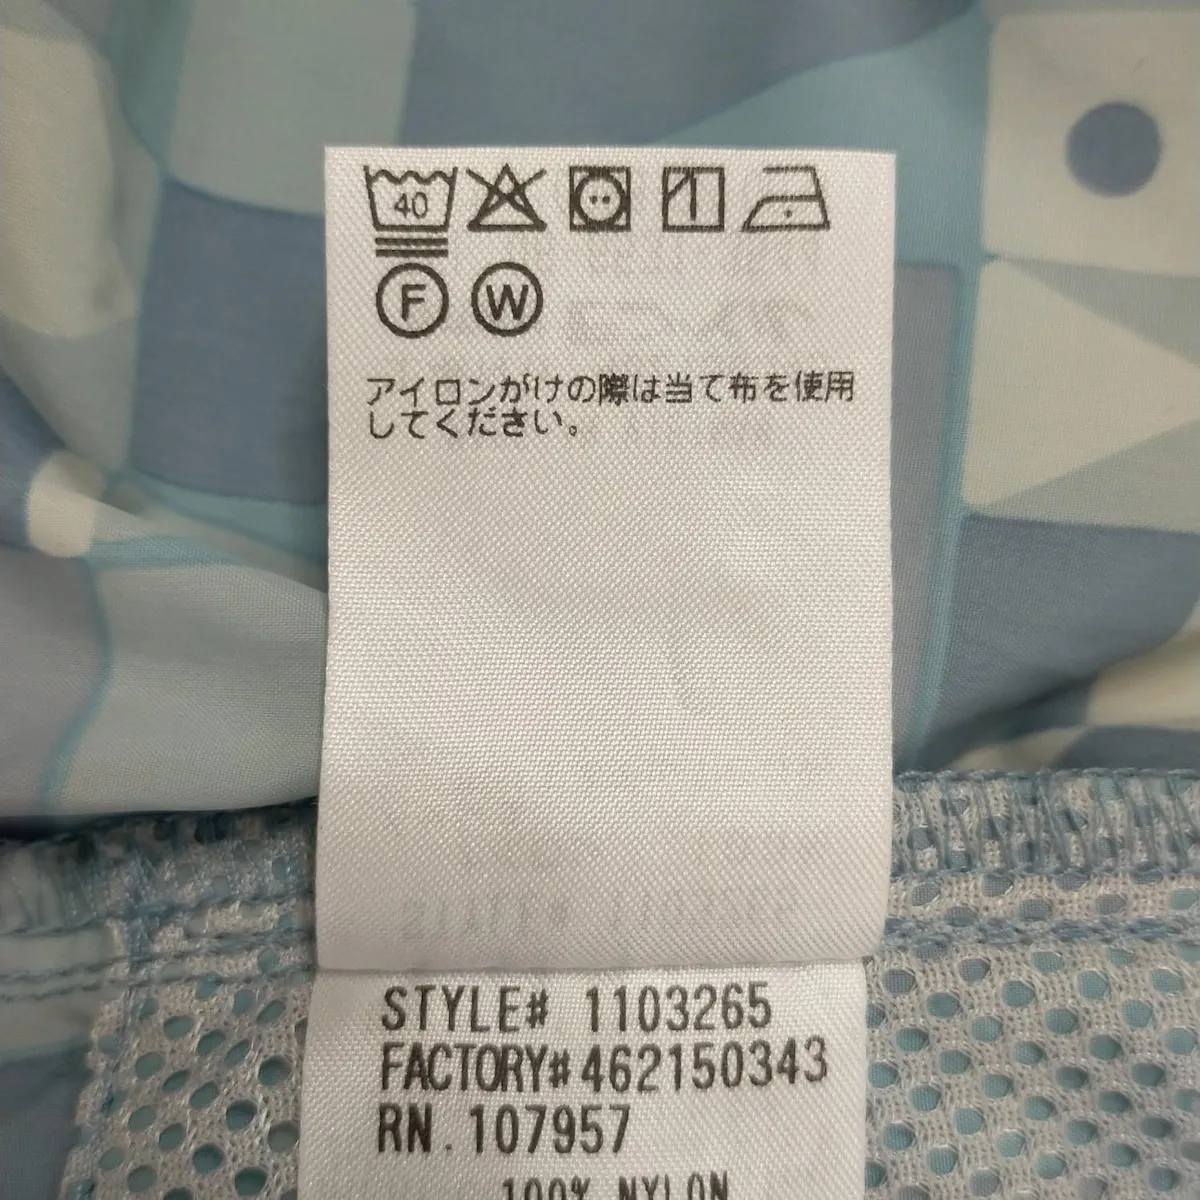 40
F W
アイロンがけの際は当て布を使用
してください。
STYLE# 1103265
FACTORY#462150343
RN.107957
100% NYLON